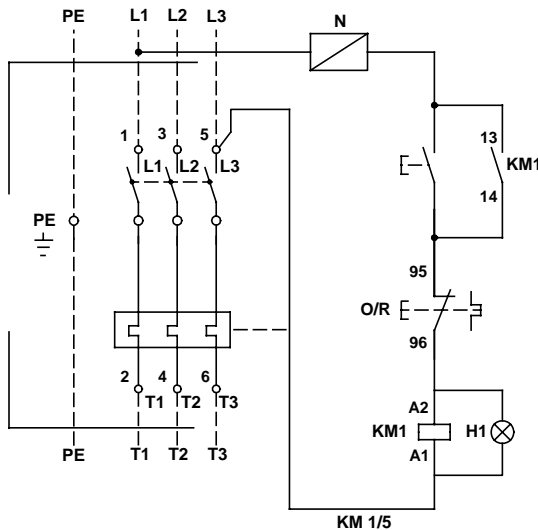 PE L1 L2 L3 N
1 3 5 13
L1 L2 L3 KM1
14
PE
95
O/R
96
2 4 6
T1 T2 T3 A2
KM1 H1
A1
PE T1 T2 T3
KM 1/5